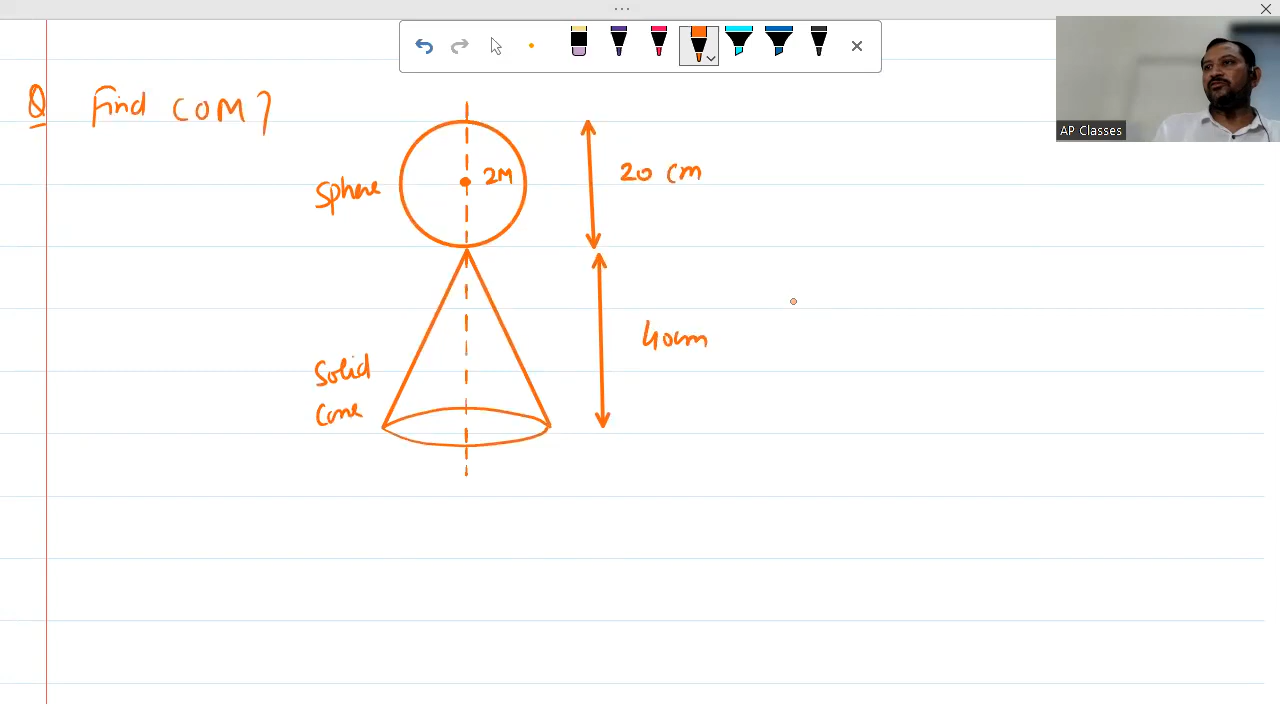 Q Find COM?
2M
20 cm
Sphere
40cm
Solid
Cone
AP Classes